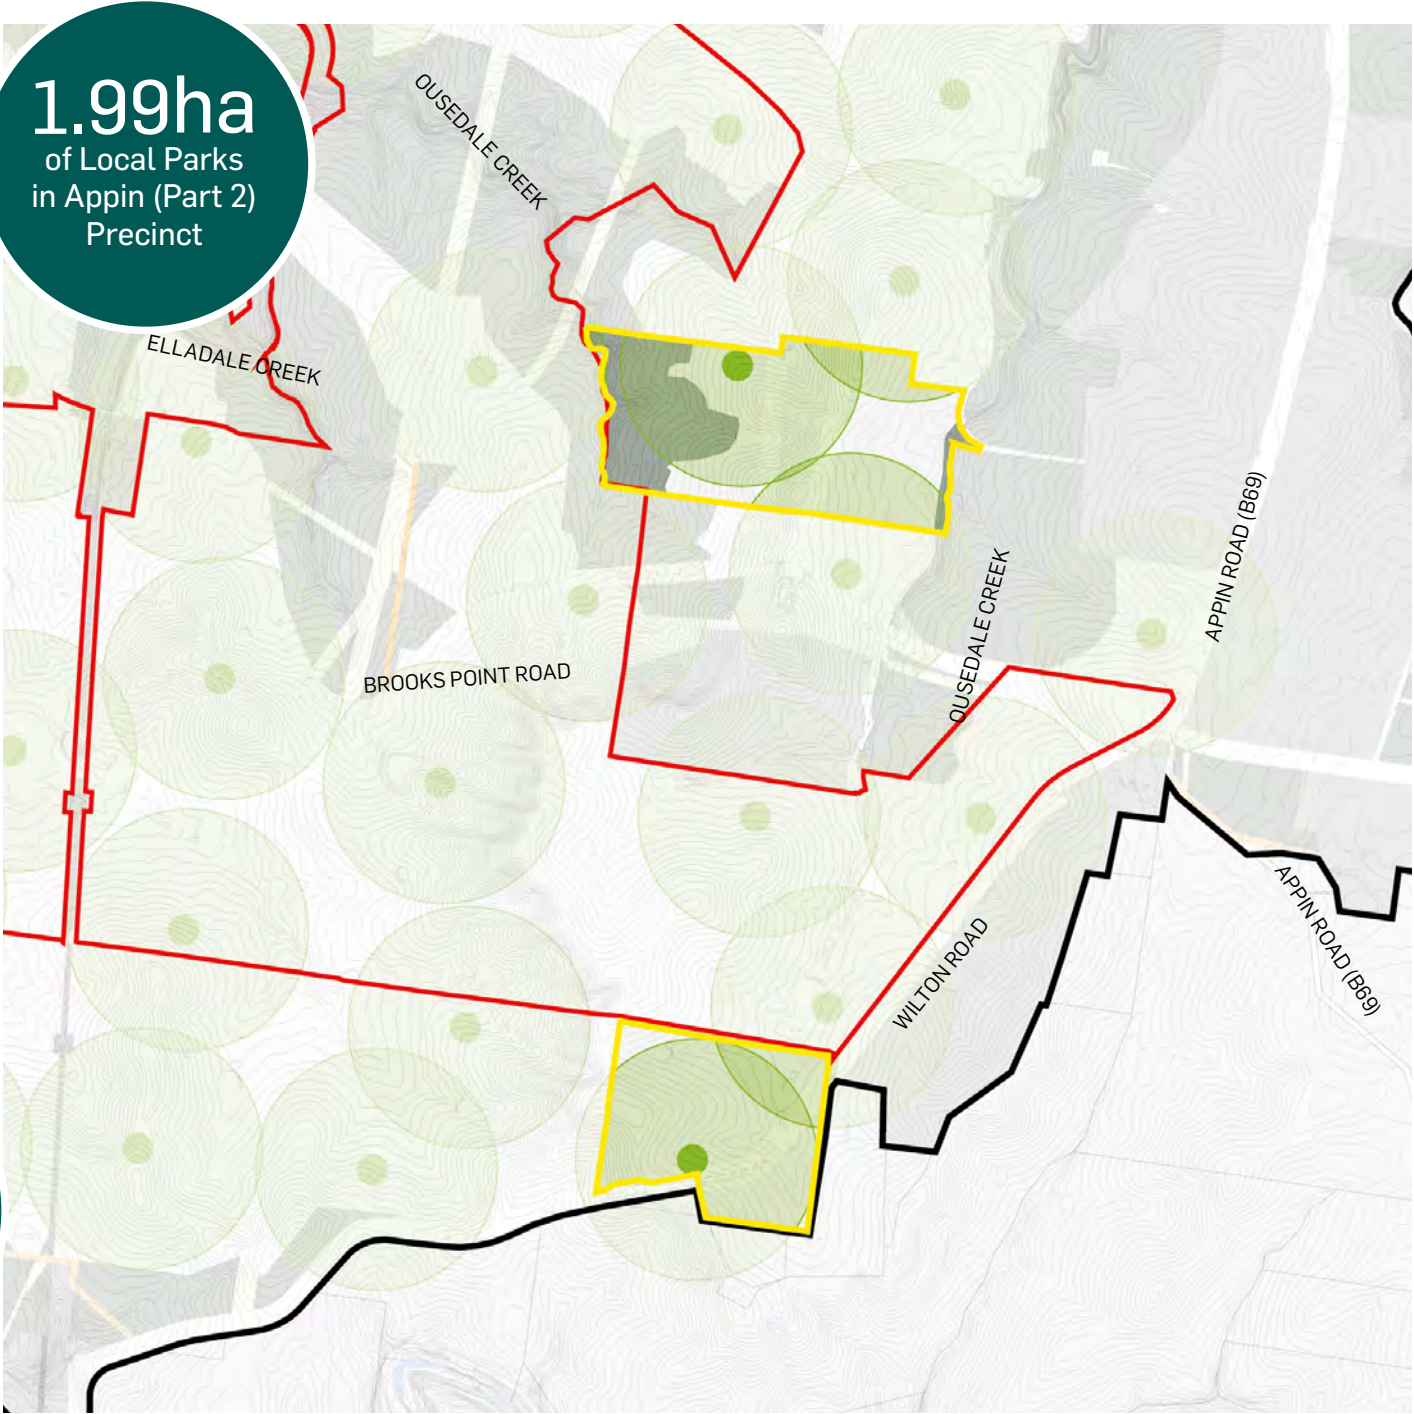 1.99ha
of Local Parks
in Appin (Part 2)
Precinct
OUSEDALE CREEK
ELLADALE CREEK
BROOKS POINT ROAD
OUSEDALE CREEK
APPIN ROAD (B69)
WILTON ROAD
APPIN ROAD (B69)